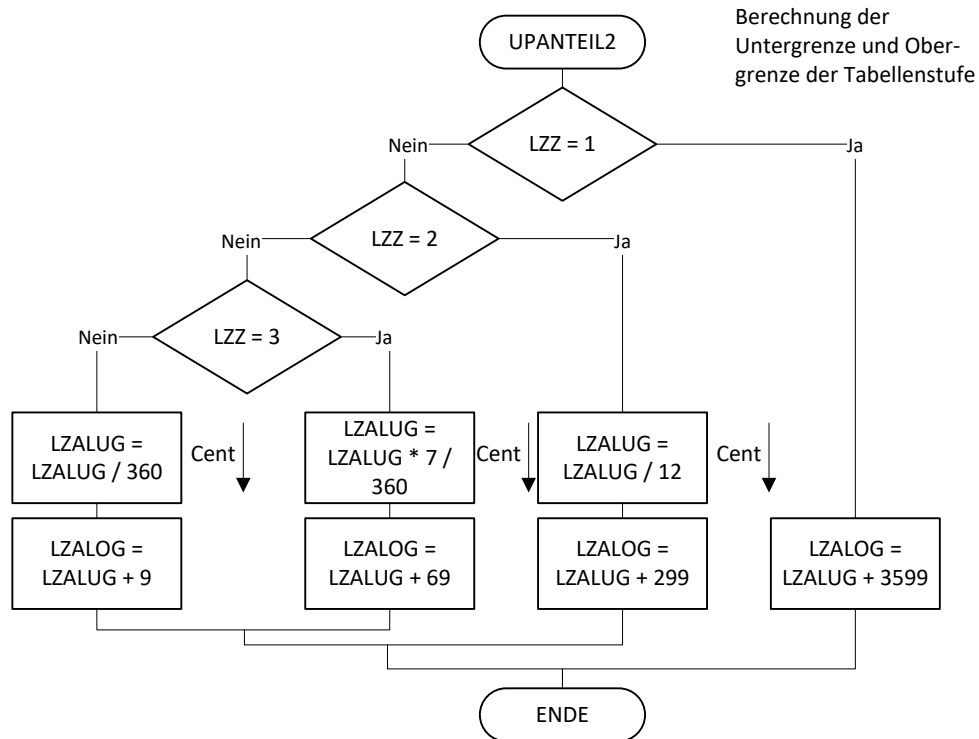 UPANTEIL2
Berechnung der
Untergrenze und Ober-
grenze der Tabellenstufe
LZZ = 1
Nein
Ja
LZZ = 2
Nein
Ja
LZZ = 3
Nein
Ja
LZALUG =
LZALUG / 360
Cent
LZALUG =
LZALUG * 7 /
360
Cent
LZALUG =
LZALUG / 12
Cent
LZALOG =
LZALUG + 9
LZALOG =
LZALUG + 69
LZALOG =
LZALUG + 299
LZALOG =
LZALUG + 3599
ENDE